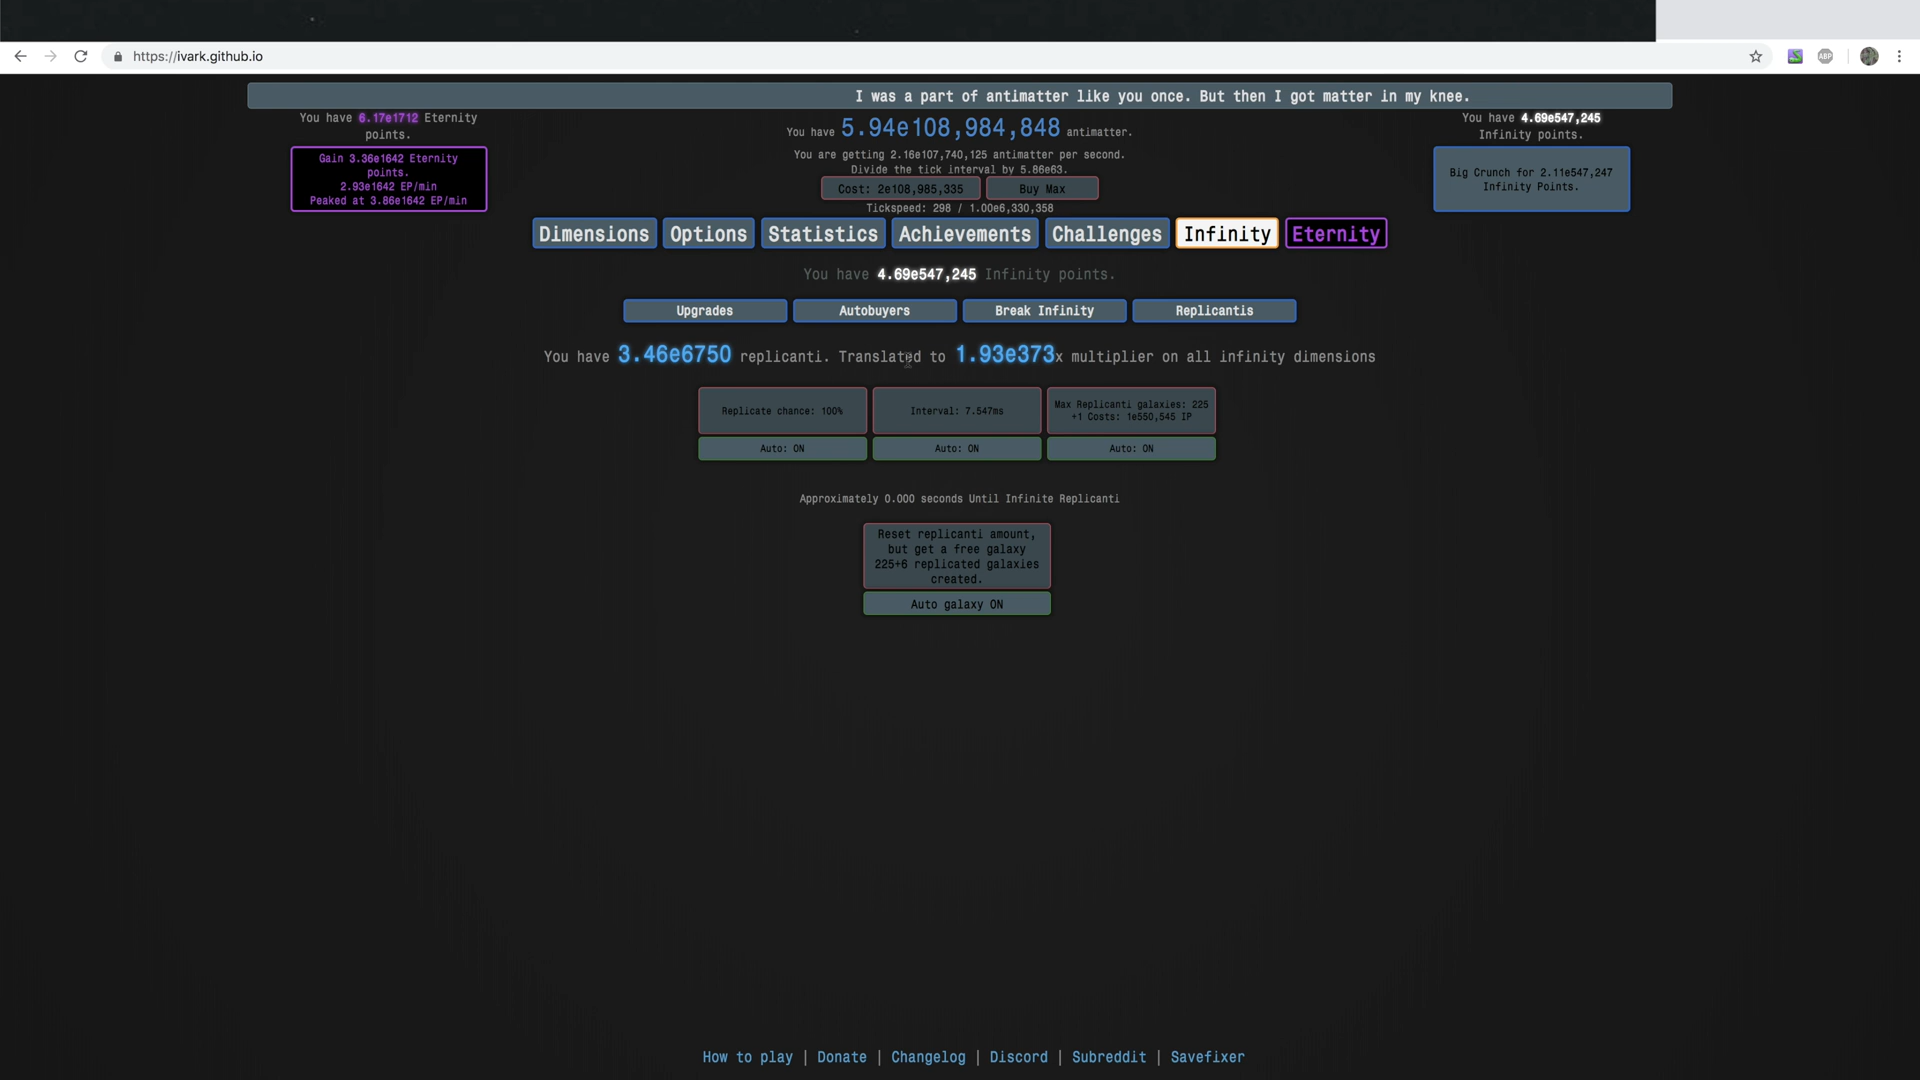 https://ivark.github.io
ABP
I was a part of antimatter like you once. But then I got matter in my knee.
You have 6.17e1712 Eternity
points.
Gain 3.36e1642 Eternity
points.
2.93e1642 EP/min
Peaked at 3.86e1642 EP/min
You have 5.94e108,984,848 antimatter.
You are getting 2.16e107,740,125 antimatter per second.
Divide the tick interval by 5.86e63.
Cost: 2e108,985,335
Buy Max
Tickspeed: 298 / 1.00e6,330,358
You have 4.69e547,245
Infinity points.
Big Crunch for 2.11e547,247
Infinity Points.
Dimensions
Options
Statistics
Achievements
Challenges
Infinity
Eternity
You have 4.69e547,245 Infinity points.
Upgrades
Autobuyers
Break Infinity
Replicantis
You have 3.46e6750 replicanti. Translated to 1.93e373x multiplier on all infinity dimensions
Replicate chance: 100%
Interval: 7.547ms
Max Replicanti galaxies: 225
+1 Costs: 1e550,545 IP
Auto: ON
Auto: ON
Auto: ON
Approximately 0.000 seconds Until Infinite Replicanti
Reset replicanti amount,
but get a free galaxy
225+6 replicated galaxies
created.
Auto galaxy ON
How to play | Donate | Changelog | Discord | Subreddit | Savefixer